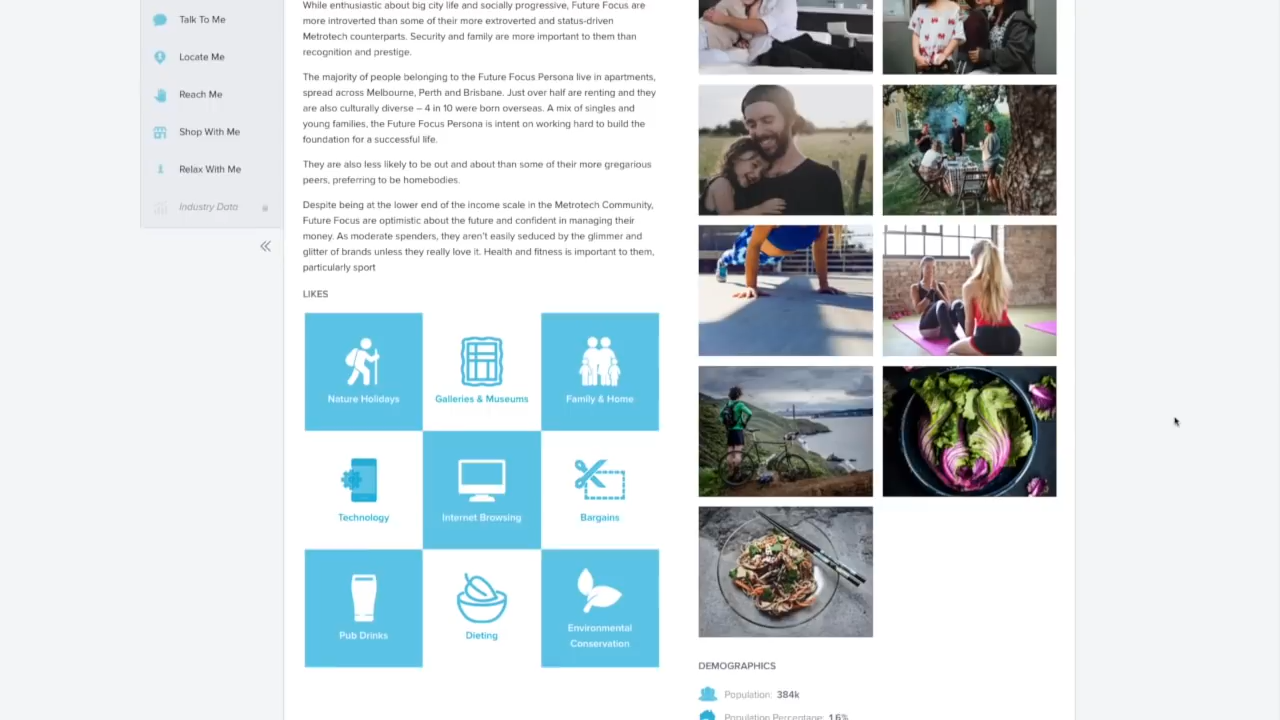 Talk To Me
Locate Me
Reach Me
Shop With Me
Relax With Me
Industry Data
While enthusiastic about big city life and socially progressive, Future Focus are
more introverted than some of their more extroverted and status-driven
Metrotech counterparts. Security and family are more important to them than
recognition and prestige.
The majority of people belonging to the Future Focus Persona live in apartments,
spread across Melbourne, Perth and Brisbane. Just over half are renting and they
are also culturally diverse – 4 in 10 were born overseas. A mix of singles and
young families, the Future Focus Persona is intent on working hard to build the
foundation for a successful life.
They are also less likely to be out and about than some of their more gregarious
peers, preferring to be homebodies.
Despite being at the lower end of the income scale in the Metrotech Community,
Future Focus are optimistic about the future and confident in managing their
money. As moderate spenders, they aren't easily seduced by the glimmer and
glitter of brands unless they really love it. Health and fitness is important to them,
particularly sport
LIKES
Nature Holidays
Galleries & Museums
Family & Home
Technology
Internet Browsing
Bargains
Pub Drinks
Dieting
Environmental
Conservation
DEMOGRAPHICS
Population: 384k
Population Percentage: 1.6%